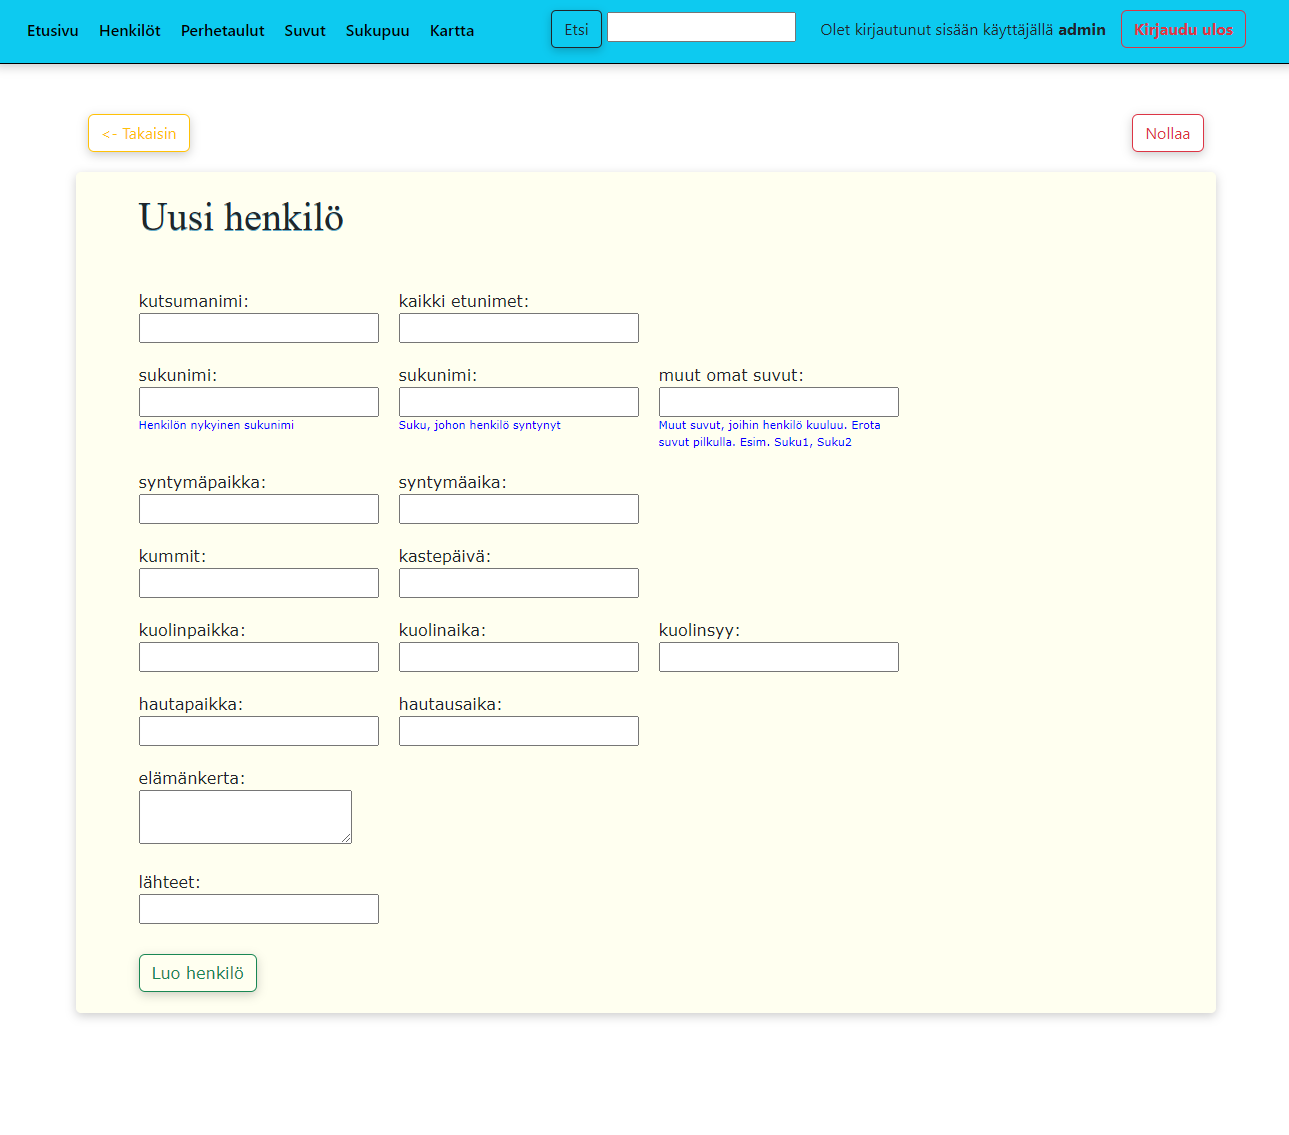 Etusivu Henkilöt Perhetaulut Suvut Sukupuu Kartta Etsi Olet kirjautunut sisään käyttäjällä admin Kirjaudu ulos
<- Takaisin Nollaa
Uusi henkilö
kutsumanimi: kaikki etunimet:
sukunimi: sukunimi: muut omat suvut:
Henkilön nykyinen sukunimi Suku, johon henkilö syntynyt Muut suvut, joihin henkilö kuuluu. Erota
suvut pilkulla. Esim. Suku1, Suku2
syntymäpaikka: syntymäaika:
kummit: kastepäivä:
kuolinpaikka: kuolinaika: kuolinsyy:
hautapaikka: hautausaika:
elämänkerta:
lähteet:
Luo henkilö